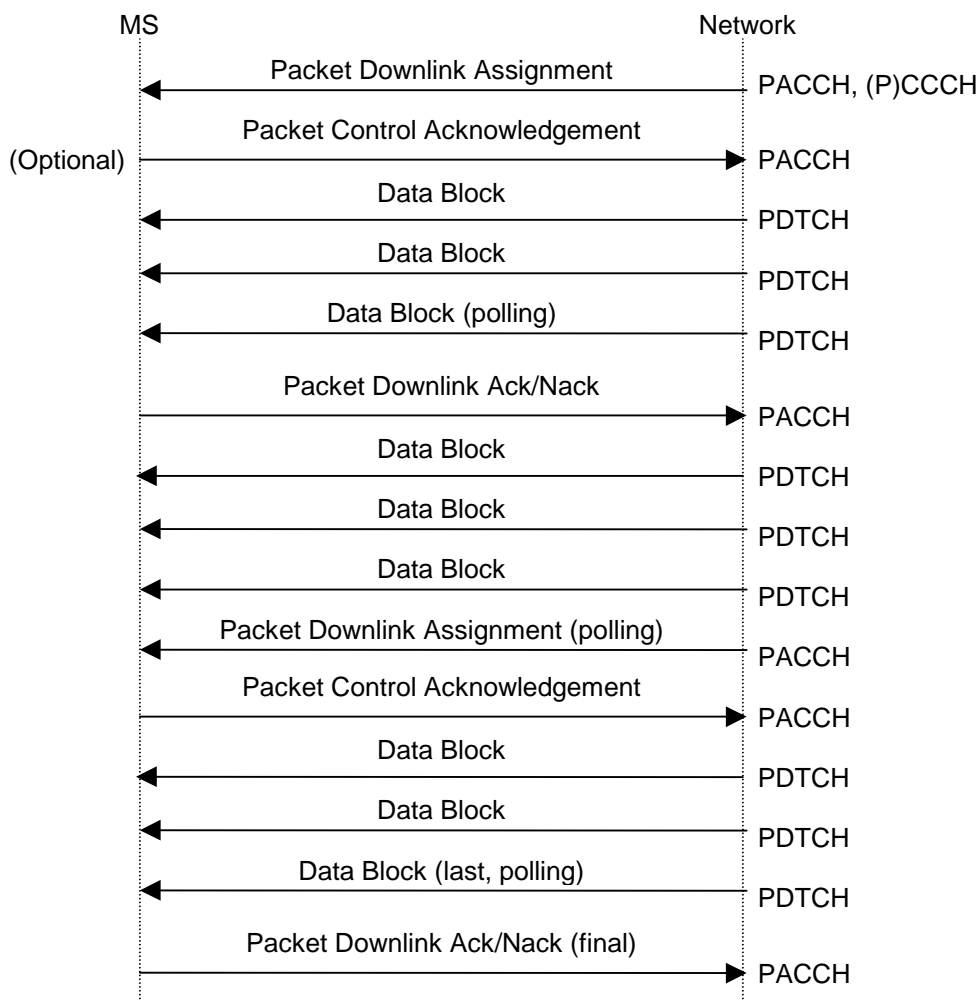 MS Network
Packet Downlink Assignment
PACCH, (P)CCCH
Packet Control Acknowledgement
(Optional) PACCH
Data Block
PDTCH
Data Block
PDTCH
Data Block (polling)
PDTCH
Packet Downlink Ack/Nack
PACCH
Data Block
PDTCH
Data Block
PDTCH
Data Block
PDTCH
Packet Downlink Assignment (polling)
PACCH
Packet Control Acknowledgement
PACCH
Data Block
PDTCH
Data Block
PDTCH
Data Block (last, polling)
PDTCH
Packet Downlink Ack/Nack (final)
PACCH